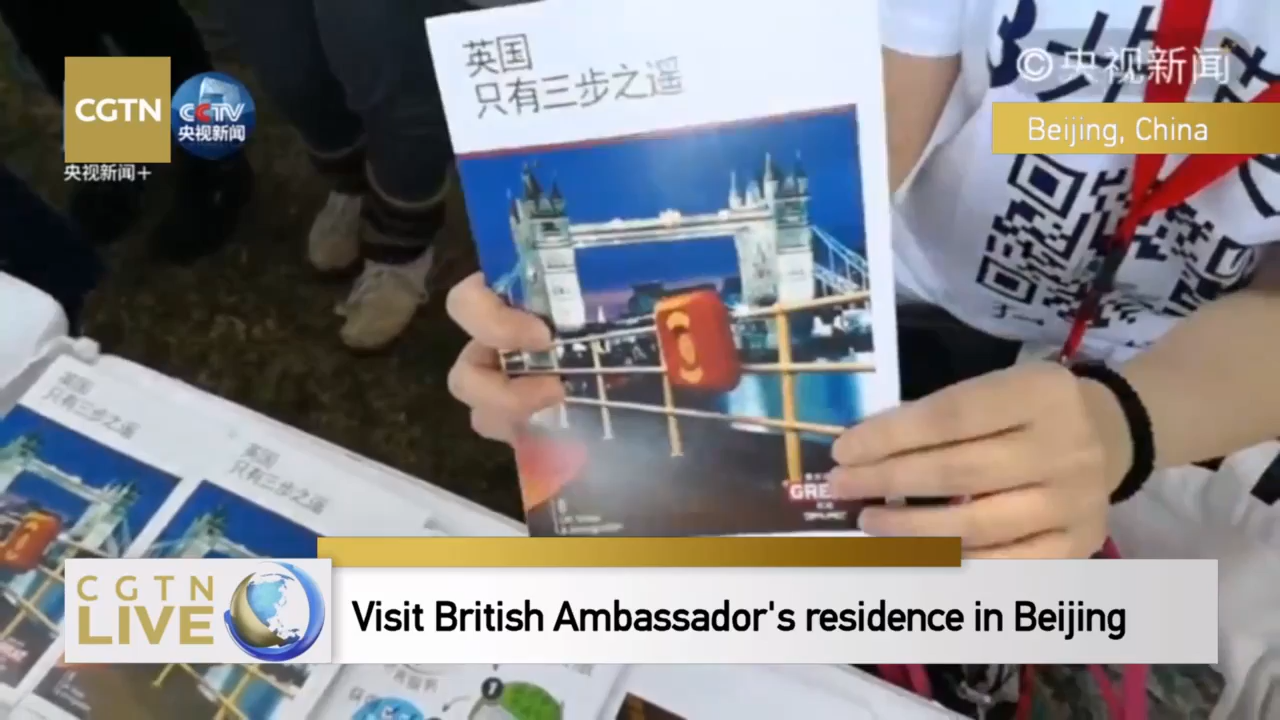 英国
只有三步之遥
©央视新闻
CGTN
CCTV
央视新闻
央视新闻+
Beijing, China
英国
只有三步之遥
英国
只有三步之遥
CGTN
LIVE
Visit British Ambassador's residence in Beijing